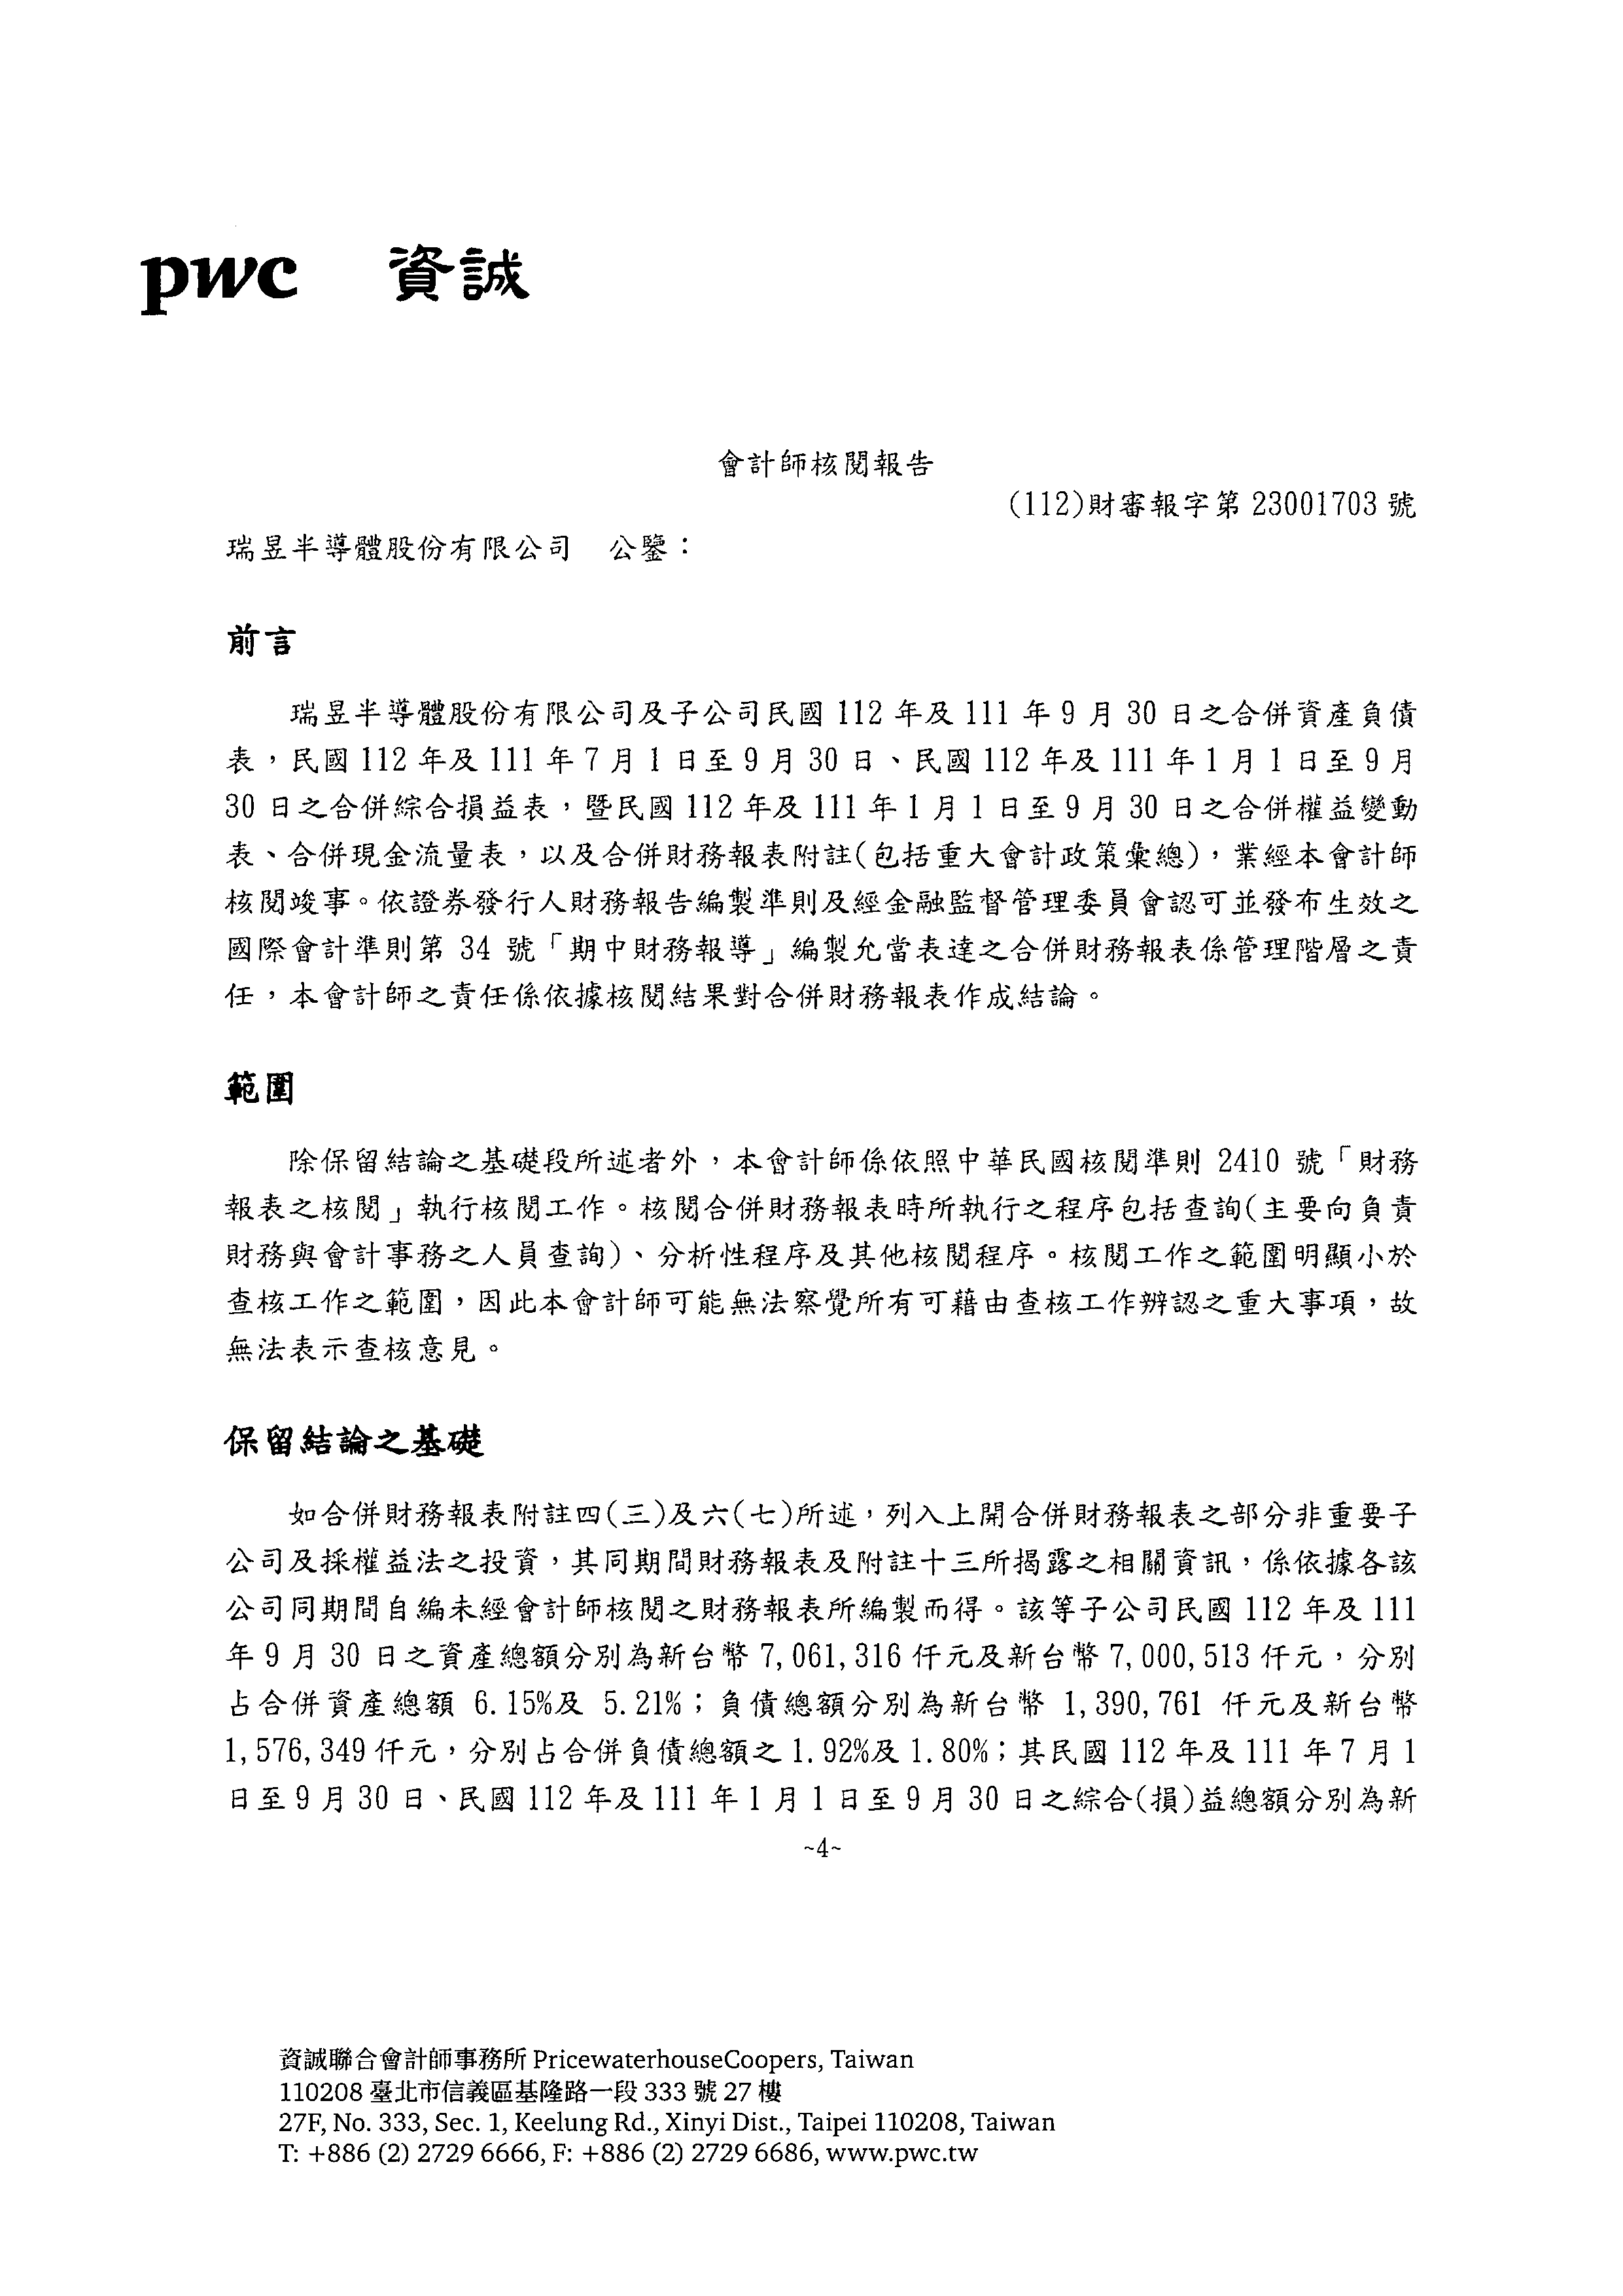 pwc 資誠
會計師核閱報告
(112)財審報字第 23001703 號
瑞昱半導體股份有限公司 公鑒：
前言
瑞昱半導體股份有限公司及子公司民國 112 年及 111 年 9 月 30 日之合併資產負債
表，民國 112 年及 111 年 7 月 1 日至 9 月 30 日、民國 112 年及 111 年 1 月 1 日至 9 月
30 日之合併綜合損益表，暨民國 112 年及 111 年 1 月 1 日至 9 月 30 日之合併權益變動
表、合併現金流量表，以及合併財務報表附註(包括重大會計政策彙總)，業經本會計師
核閱竣事。依證券發行人財務報告編製準則及經金融監督管理委員會認可並發布生效之
國際會計準則第 34 號「期中財務報導」編製允當表達之合併財務報表係管理階層之責
任，本會計師之責任係依據核閱結果對合併財務報表作成結論。
範圍
除保留結論之基礎段所述者外，本會計師係依照中華民國核閱準則 2410 號「財務
報表之核閱」執行核閱工作。核閱合併財務報表時所執行之程序包括查詢(主要向負責
財務與會計事務之人員查詢)、分析性程序及其他核閱程序。核閱工作之範圍明顯小於
查核工作之範圍，因此本會計師可能無法察覺所有可藉由查核工作辨認之重大事項，故
無法表示查核意見。
保留結論之基礎
如合併財務報表附註四(三)及六(七)所述，列入上開合併財務報表之部分非重要子
公司及採權益法之投資，其同期間財務報表及附註十三所揭露之相關資訊，係依據各該
公司同期間自編未經會計師核閱之財務報表所編製而得。該等子公司民國 112 年及 111
年 9 月 30 日之資產總額分別為新台幣 7,061,316 仟元及新台幣 7,000,513 仟元，分別
占合併資產總額 6.15%及 5.21%；負債總額分別為新台幣 1,390,761 仟元及新台幣
1,576,349 仟元，分別占合併負債總額之 1.92%及 1.80%；其民國 112 年及 111 年 7 月 1
日至 9 月 30 日、民國 112 年及 111 年 1 月 1 日至 9 月 30 日之綜合(損)益總額分別為新
~4~
資誠聯合會計師事務所 PricewaterhouseCoopers, Taiwan
110208 臺北市信義區基隆路一段 333 號 27 樓
27F, No. 333, Sec. 1, Keelung Rd., Xinyi Dist., Taipei 110208, Taiwan
T: +886 (2) 2729 6666, F: +886 (2) 2729 6686, www.pwc.tw